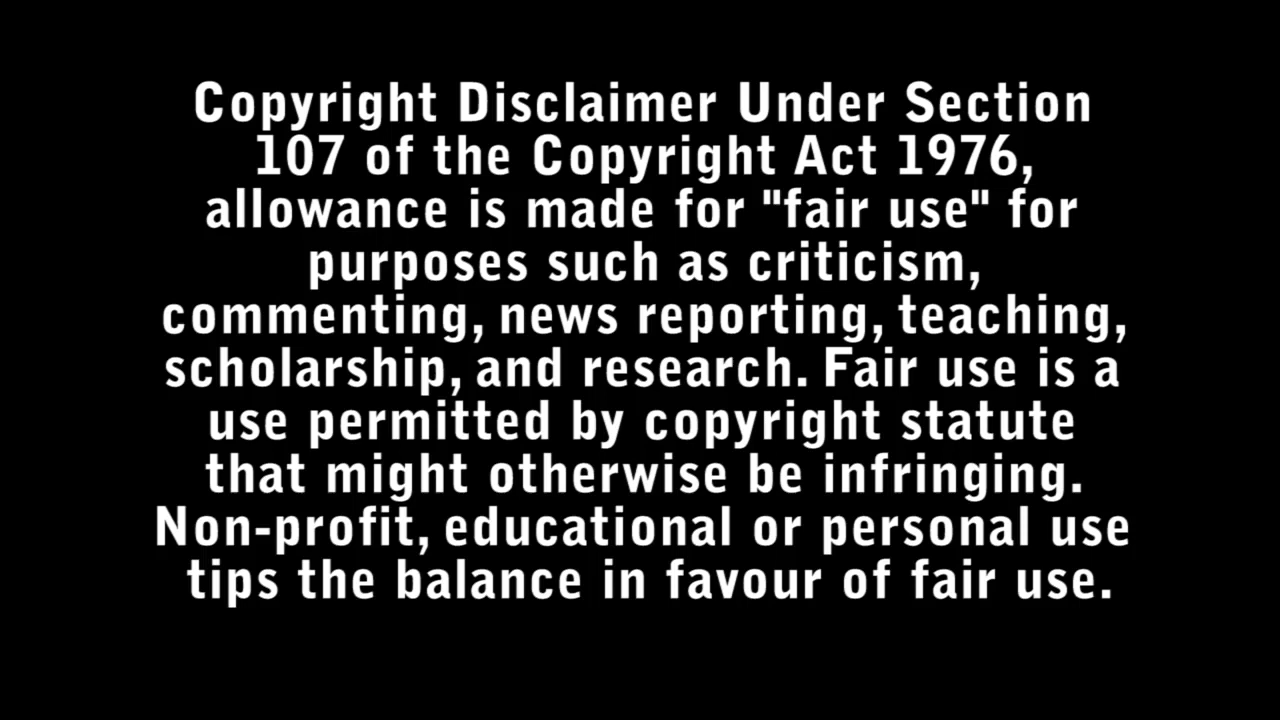 Copyright Disclaimer Under Section
107 of the Copyright Act 1976,
allowance is made for "fair use" for
purposes such as criticism,
commenting, news reporting, teaching,
scholarship, and research. Fair use is a
use permitted by copyright statute
that might otherwise be infringing.
Non-profit, educational or personal use
tips the balance in favour of fair use.